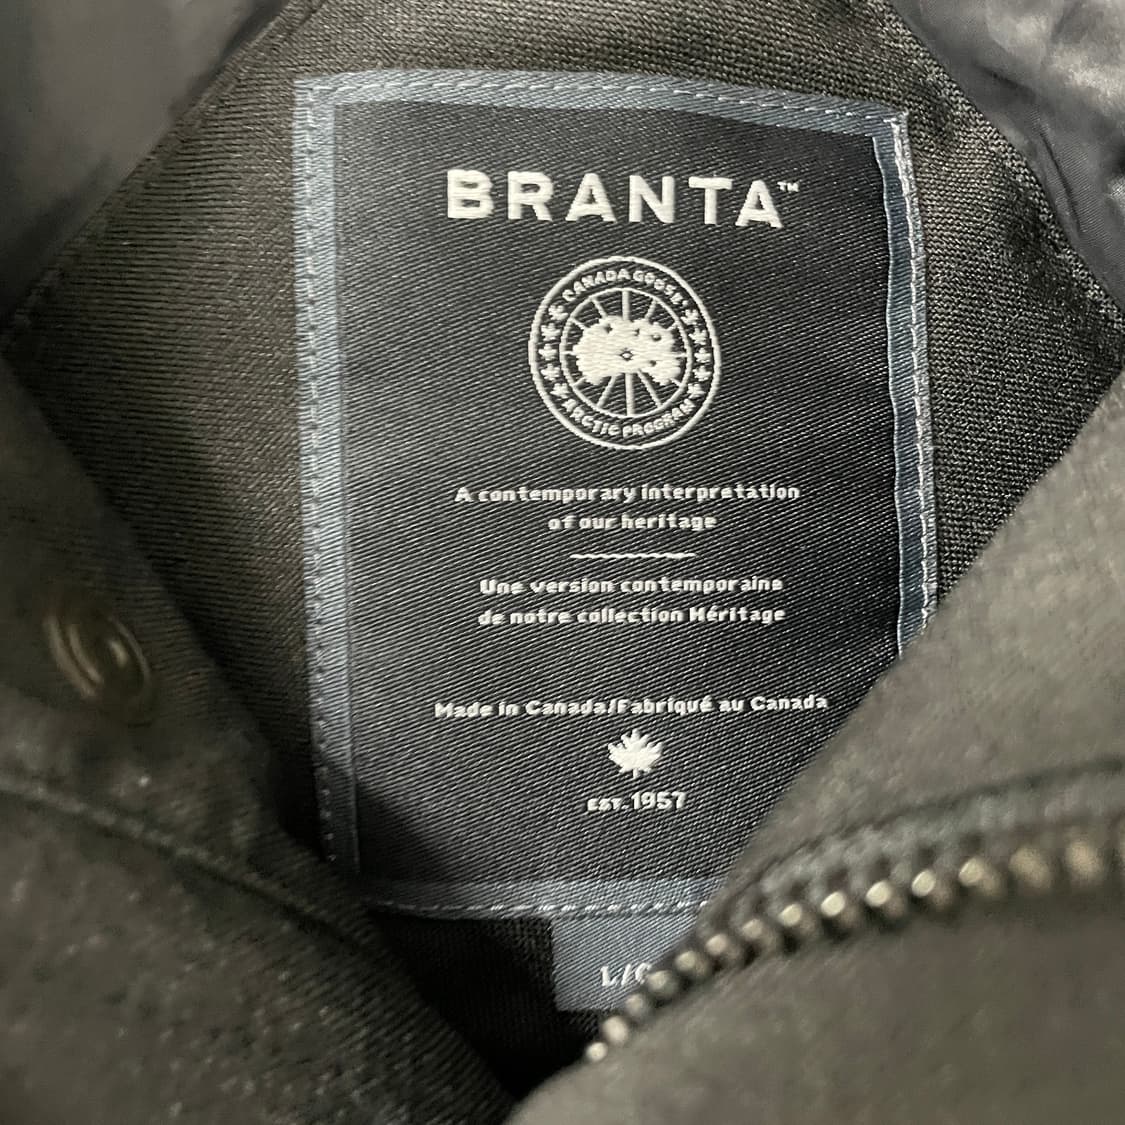 BRANTA™
CANADA GOOSE
ARCTIC PROGRAM
A contemporary interpretation
of our heritage
Une version contemporaine
de notre collection Héritage
Made in Canada/Fabriqué au Canada
EST. 1957
L/G